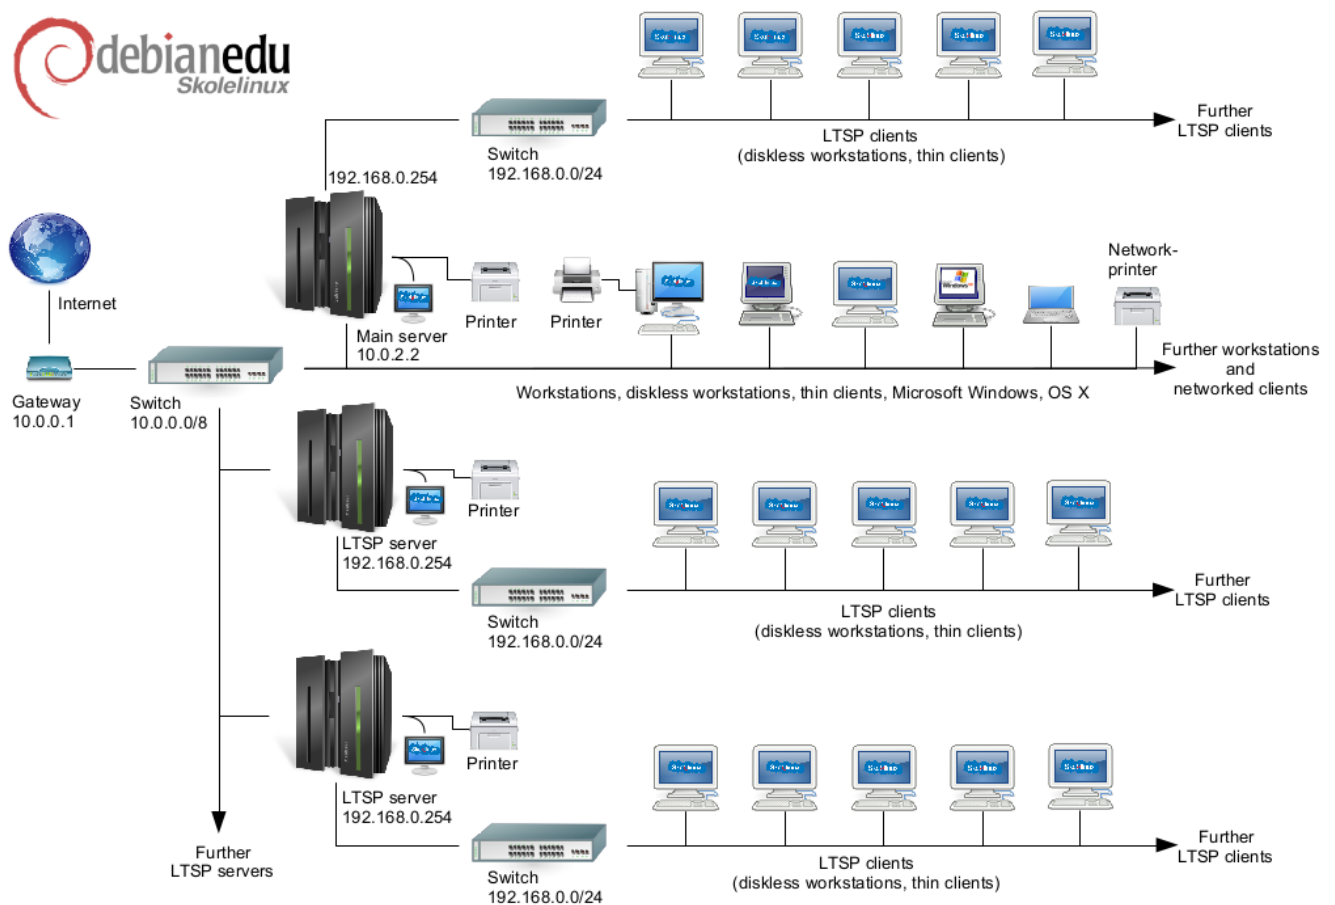 debianedu
Skolelinux
Switch
192.168.0.0/24
LTSP clients
(diskless workstations, thin clients)
Further
LTSP clients
192.168.0.254
Internet
Main server
10.0.2.2
Printer
Printer
Windows
Network-
printer
Gateway
10.0.0.1
Switch
10.0.0.0/8
Workstations, diskless workstations, thin clients, Microsoft Windows, OS X
Further workstations
and
networked clients
Printer
LTSP server
192.168.0.254
Switch
192.168.0.0/24
LTSP clients
(diskless workstations, thin clients)
Further
LTSP clients
Printer
LTSP server
192.168.0.254
Switch
192.168.0.0/24
LTSP clients
(diskless workstations, thin clients)
Further
LTSP clients
Further
LTSP servers